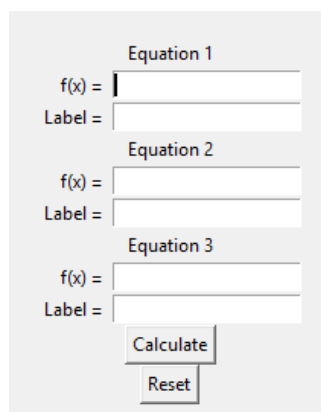 Equation 1
f(x) =
Label =
Equation 2
f(x) =
Label =
Equation 3
f(x) =
Label =
Calculate
Reset